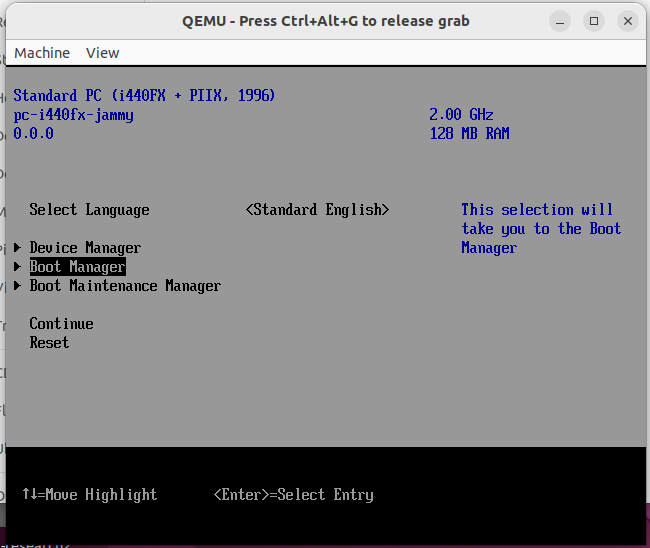 QEMU - Press Ctrl+Alt+G to release grab
Machine View
Standard PC (i440FX + PIIX, 1996)
pc-i440fx-jammy 2.00 GHz
0.0.0 128 MB RAM
Select Language <Standard English> This selection will
take you to the Boot
Device Manager Manager
Boot Manager
Boot Maintenance Manager
Continue
Reset
↑↓=Move Highlight <Enter>=Select Entry